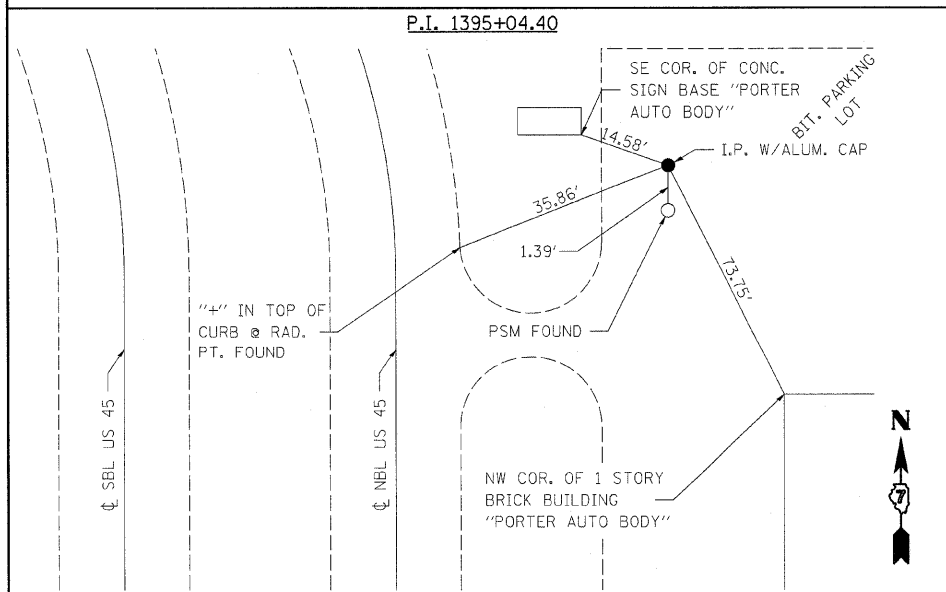 P.I. 1395+04.40
SE COR. OF CONC.
SIGN BASE "PORTER
AUTO BODY"
BIT. PARKING
LOT
14.58'
I.P. W/ALUM. CAP
35.86'
1.39'
73.75'
"+" IN TOP OF
CURB @ RAD.
PT. FOUND
PSM FOUND
℄ SBL US 45
℄ NBL US 45
NW COR. OF 1 STORY
BRICK BUILDING
"PORTER AUTO BODY"
N
7